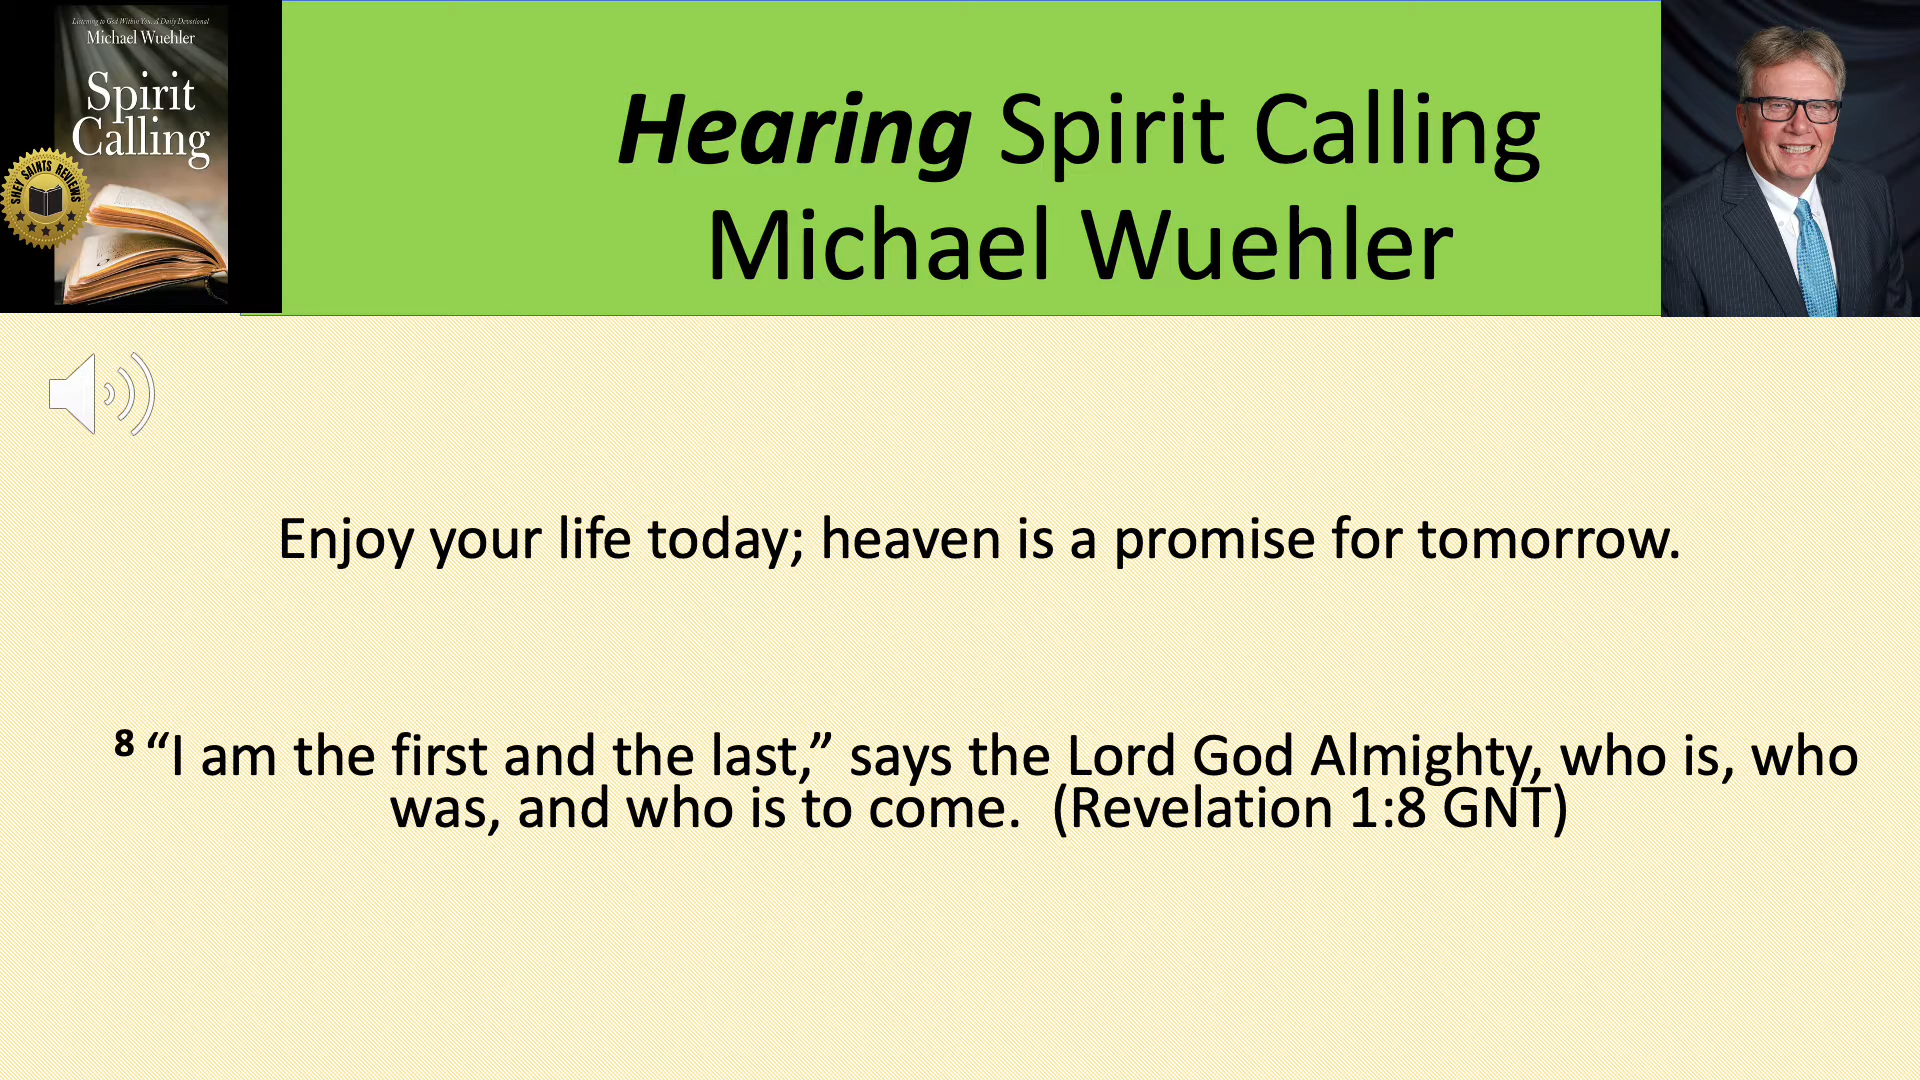 Listening to God Within You: A Daily Devotional
Michael Wuehler
Spirit
Calling
SHEY SAINTS REVIEWS
Hearing Spirit Calling
Michael Wuehler
Enjoy your life today; heaven is a promise for tomorrow.
8 “I am the first and the last,” says the Lord God Almighty, who is, who
was, and who is to come.  (Revelation 1:8 GNT)